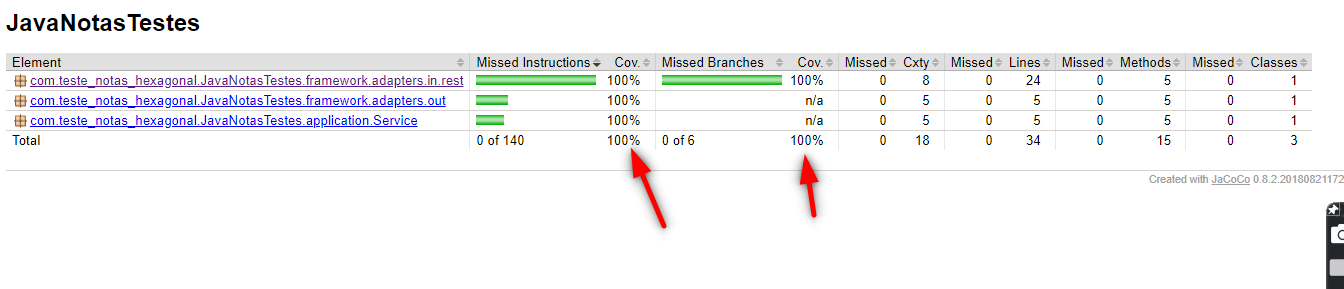 JavaNotasTestes
Element Missed Instructions Cov. Missed Branches Cov. Missed Cxty Missed Lines Missed Methods Missed Classes
com.teste_notas_hexagonal.JavaNotasTestes.framework.adapters.in.rest 100% 100% 0 8 0 24 0 5 0 1
com.teste_notas_hexagonal.JavaNotasTestes.framework.adapters.out 100% n/a 0 5 0 5 0 5 0 1
com.teste_notas_hexagonal.JavaNotasTestes.application.Service 100% n/a 0 5 0 5 0 5 0 1
Total 0 of 140 100% 0 of 6 100% 0 18 0 34 0 15 0 3
Created with JaCoCo 0.8.2.20180821172